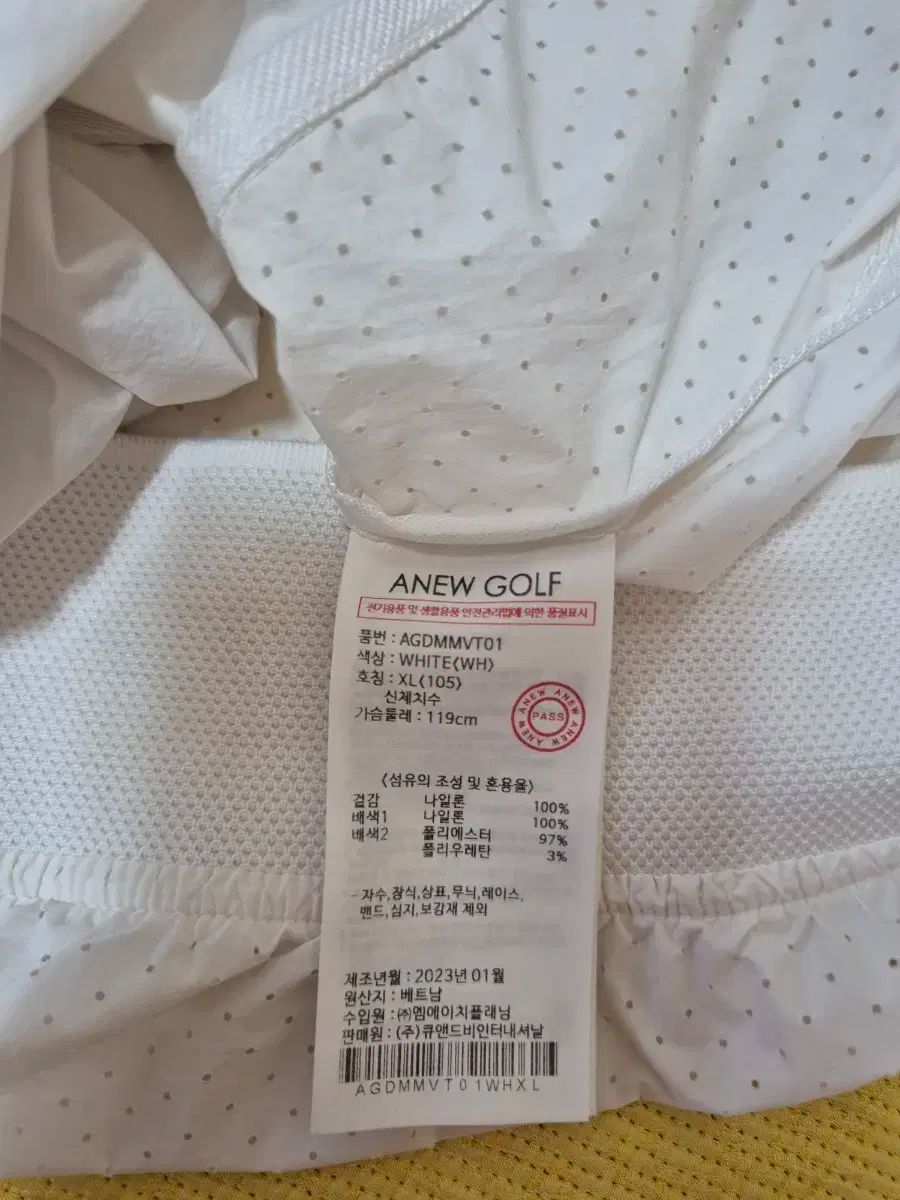 ANEW GOLF
전기용품 및 생활용품 안전관리법에 의한 품질표시
품번 : AGDMMVT01
색상 : WHITE(WH)
호칭 : XL(105)
신체치수
가슴둘레 : 119cm
ANEW ANEW ANEW ANEW
PASS
<섬유의 조성 및 혼용율>
겉감 나일론 100%
배색1 나일론 100%
배색2 폴리에스터 97%
폴리우레탄 3%
- 자수,장식,상표,무늬,레이스,
밴드,심지,보강재 제외
제조년월 : 2023년 01월
원산지 : 베트남
수입원 : ㈜엠에이치플래닝
판매원 : (주)큐앤드비인터내셔날
AGDMMVT01WHXL